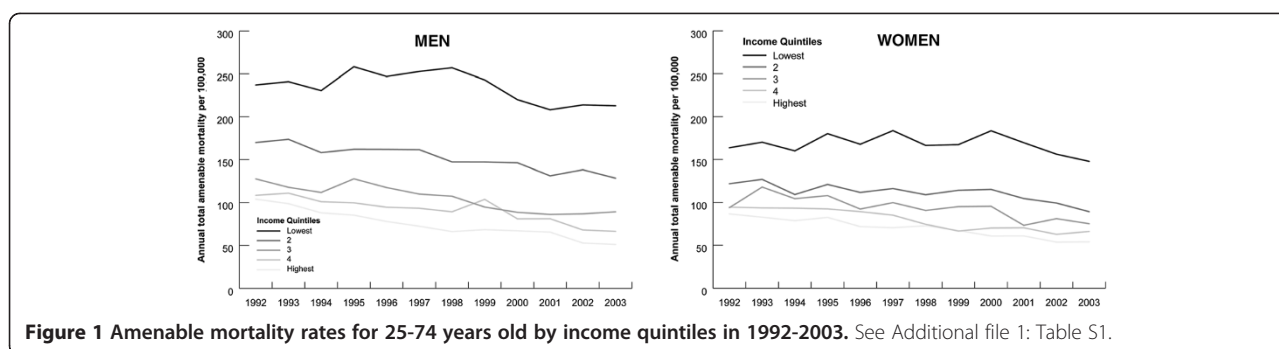 MEN
Annual total amenable mortality per 100,000
300
250
200
150
100
50
0
Income Quintiles
Lowest
2
3
4
Highest
1992 1993 1994 1995 1996 1997 1998 1999 2000 2001 2002 2003
WOMEN
Annual total amenable mortality per 100,000
300
250
200
150
100
50
0
Income Quintiles
Lowest
2
3
4
Highest
1992 1993 1994 1995 1996 1997 1998 1999 2000 2001 2002 2003
Figure 1 Amenable mortality rates for 25-74 years old by income quintiles in 1992-2003. See Additional file 1: Table S1.